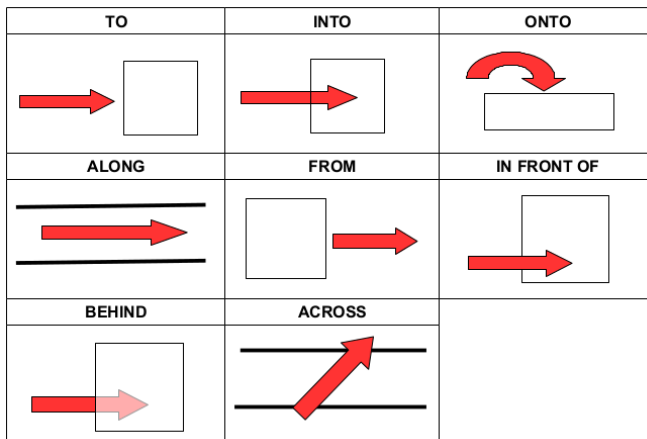 TO
INTO
ONTO
ALONG
FROM
IN FRONT OF
BEHIND
ACROSS